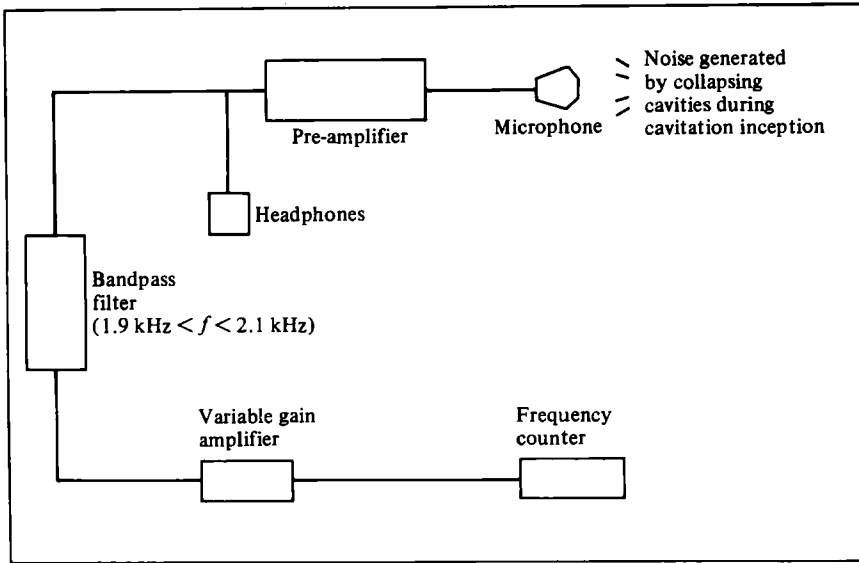 Noise generated
by collapsing
cavities during
cavitation inception
Pre-amplifier
Microphone
Headphones
Bandpass
filter
(1.9 kHz < f < 2.1 kHz)
Variable gain
amplifier
Frequency
counter